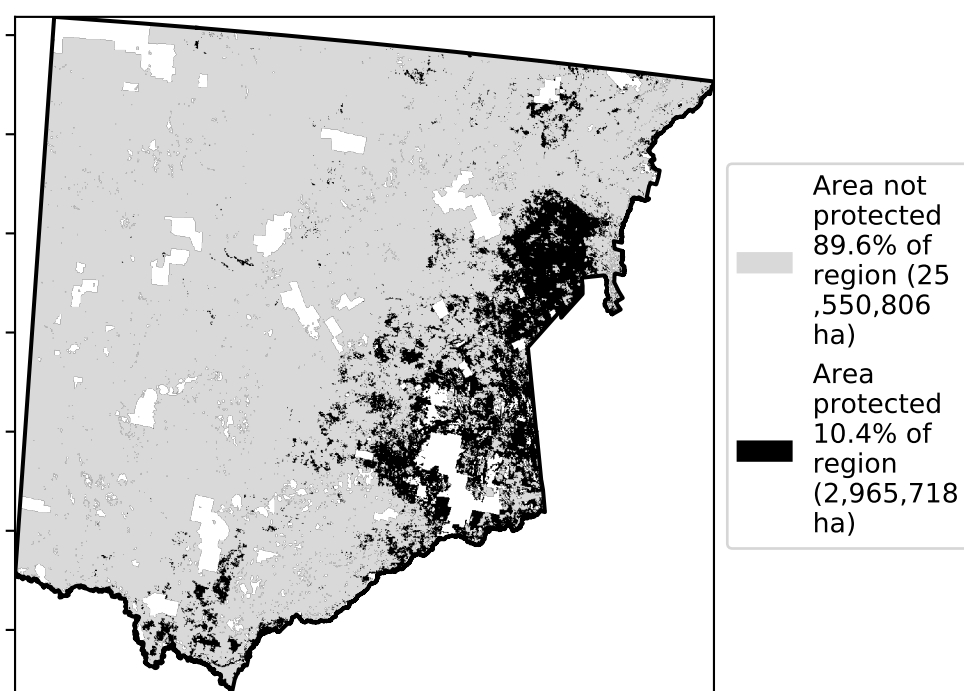 Area not
protected
89.6% of
region (25
,550,806
ha)
Area
protected
10.4% of
region
(2,965,718
ha)